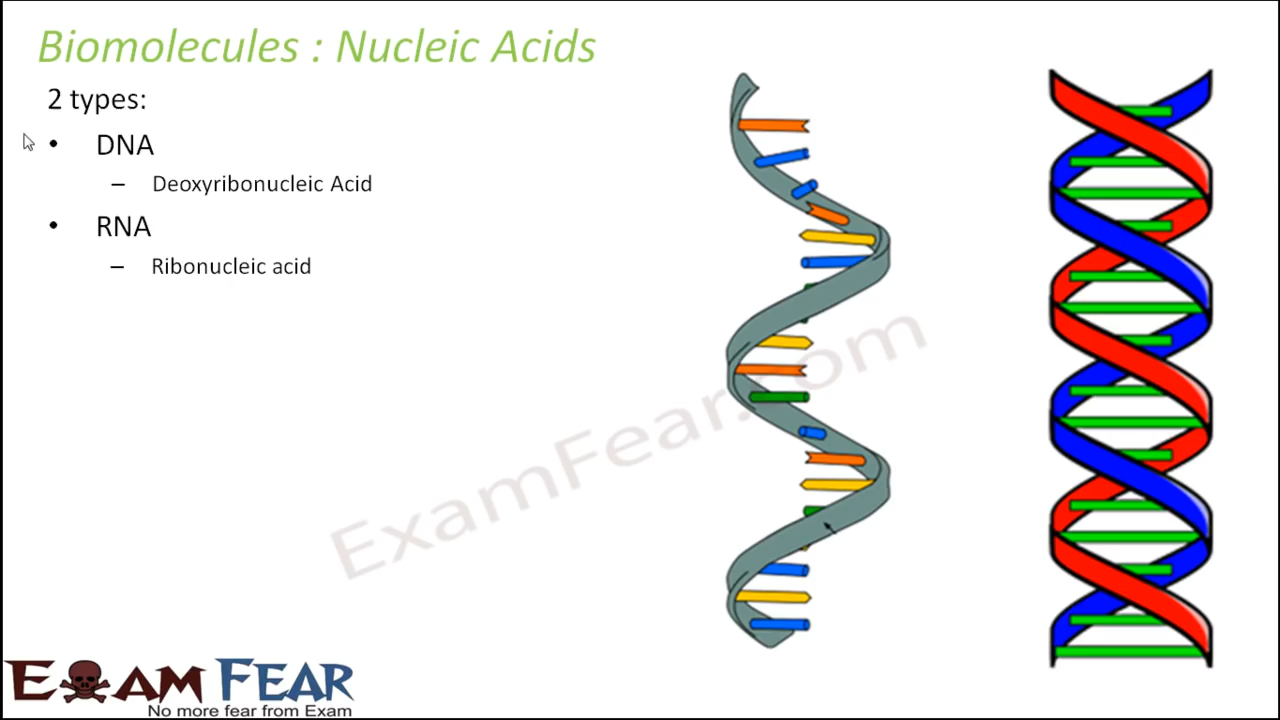 Biomolecules : Nucleic Acids
2 types:
• DNA
– Deoxyribonucleic Acid
• RNA
– Ribonucleic acid
ExamFear.com
EXAM FEAR
No more fear from Exam